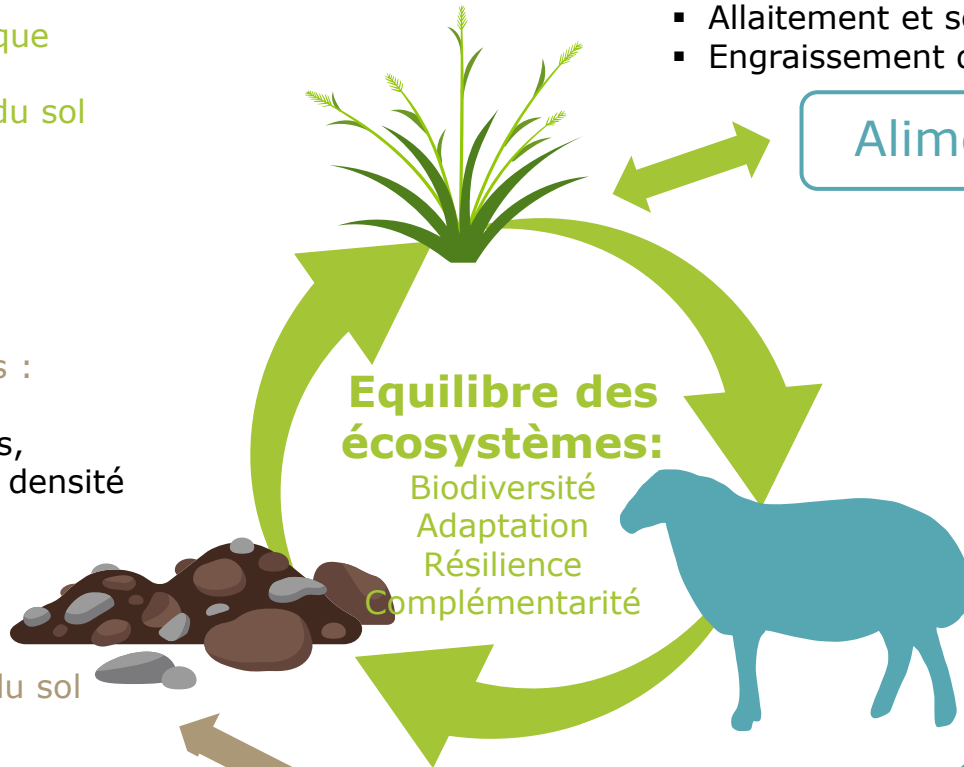 que
du sol
▪ Allaitement et s
▪ Engraissement
Alim
s :
s,
densité
Equilibre des
écosystèmes:
Biodiversité
Adaptation
Résilience
Complémentarité
du sol